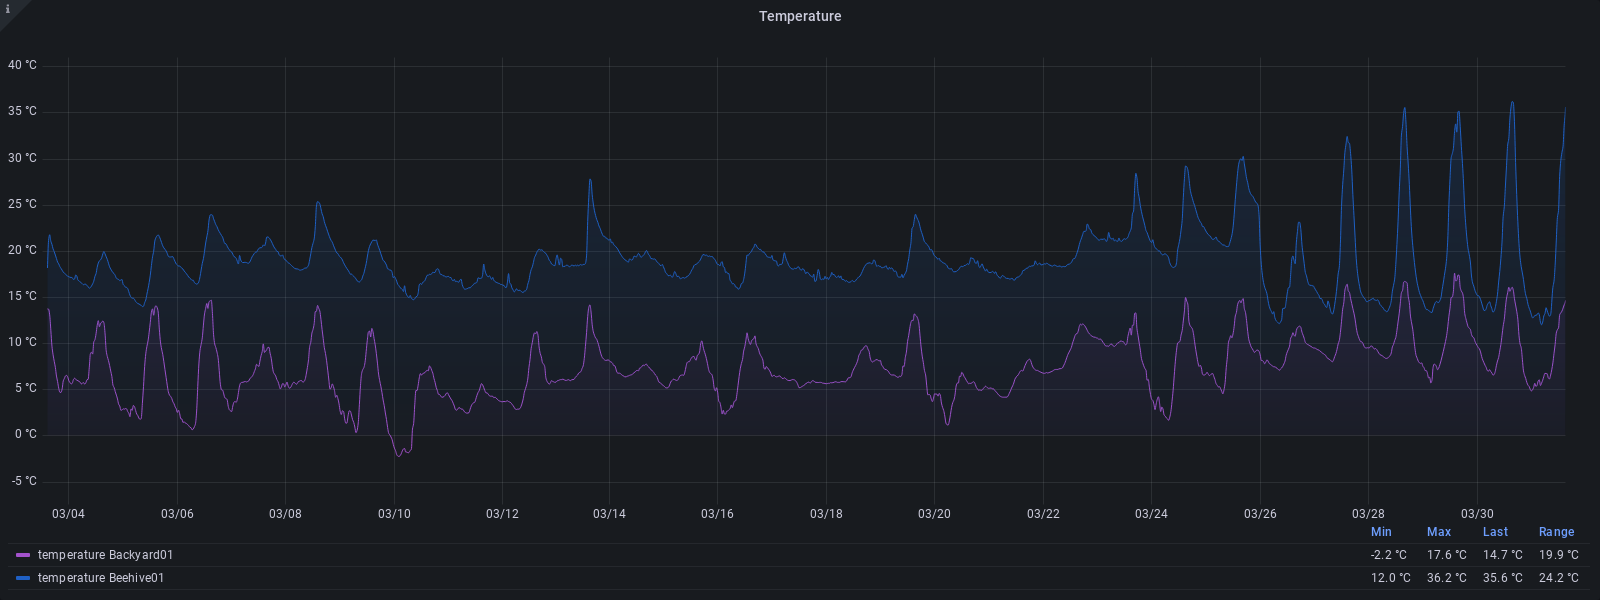 i
Temperature
40 °C
35 °C
30 °C
25 °C
20 °C
15 °C
10 °C
5 °C
0 °C
-5 °C
03/04 03/06 03/08 03/10 03/12 03/14 03/16 03/18 03/20 03/22 03/24 03/26 03/28 03/30
Min Max Last Range
temperature Backyard01 -2.2 °C 17.6 °C 14.7 °C 19.9 °C
temperature Beehive01 12.0 °C 36.2 °C 35.6 °C 24.2 °C